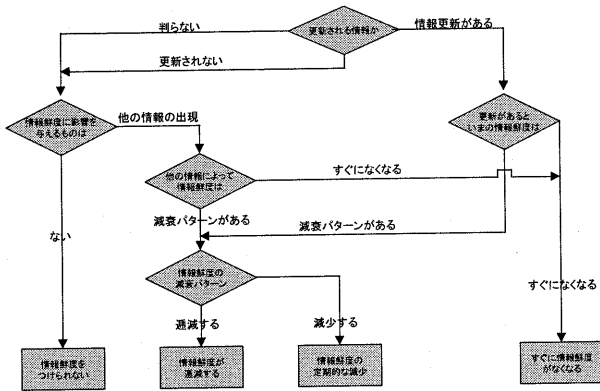 判らない
更新される情報か
情報更新がある
更新されない
情報鮮度に影響を
与えるものは
他の情報の出現
更新があると
いまの情報鮮度は
他の情報によって
情報鮮度は
すぐになくなる
減衰パターンがある
減衰パターンがある
ない
情報鮮度の
減衰パターン
すぐになくなる
逓減する
減少する
情報鮮度を
つけられない
情報鮮度が
逓減する
情報鮮度の
定期的な減少
すぐに情報鮮度
がなくなる